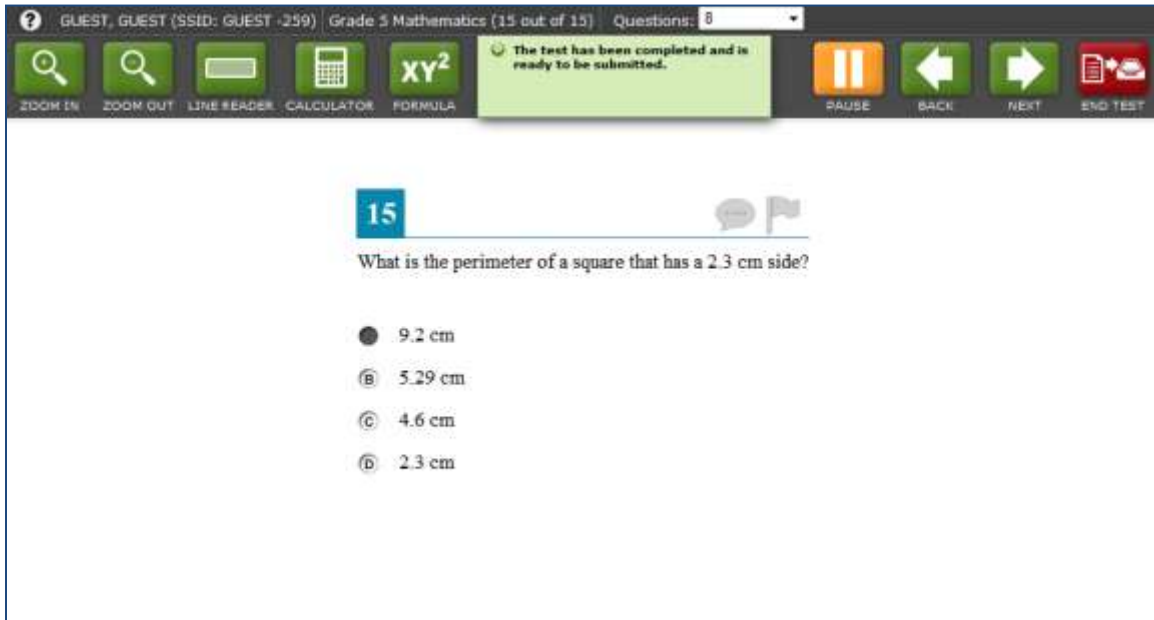 ? GUEST, GUEST (SSID: GUEST -259) Grade 5 Mathematics (15 out of 15) Questions: 8
XY²
The test has been completed and is
ready to be submitted.
ZOOM IN ZOOM OUT LINE READER CALCULATOR FORMULA PAUSE BACK NEXT END TEST
15
What is the perimeter of a square that has a 2.3 cm side?
9.2 cm
B 5.29 cm
C 4.6 cm
D 2.3 cm